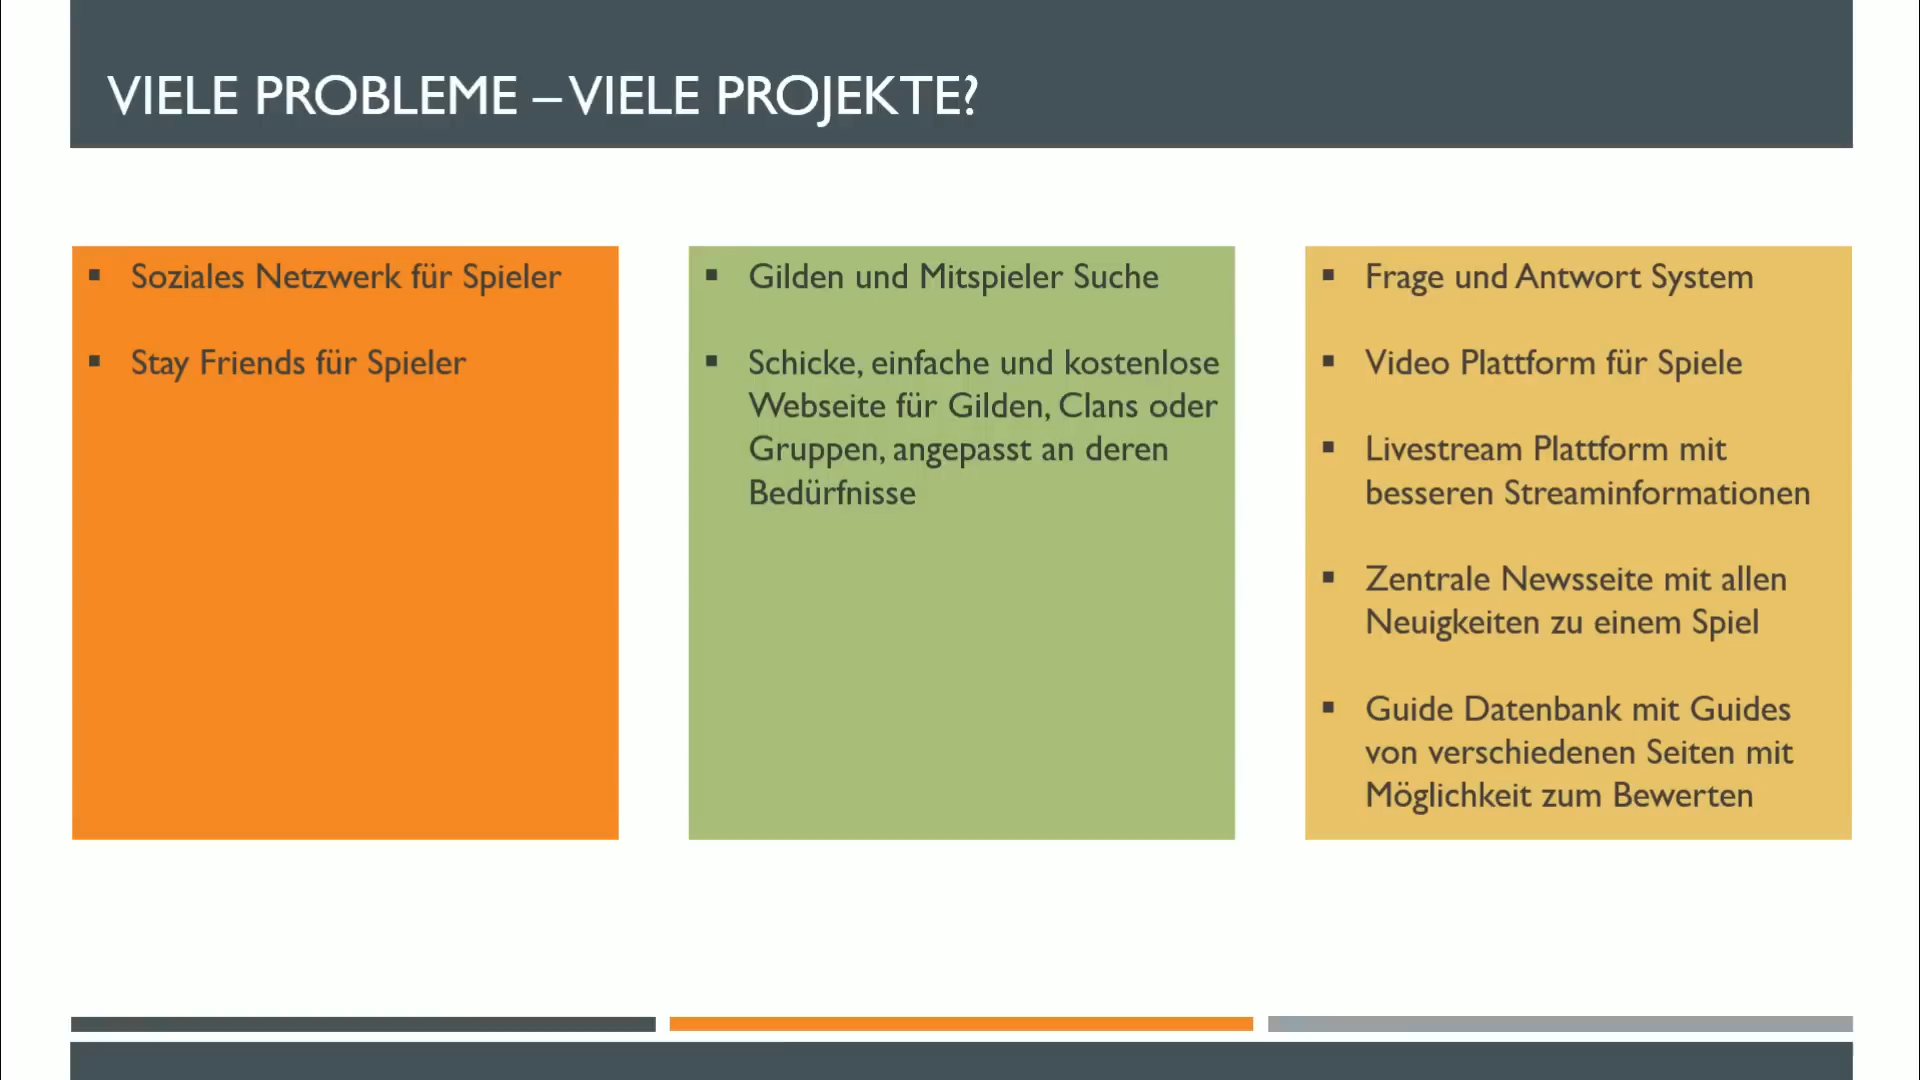 VIELE PROBLEME – VIELE PROJEKTE?
▪ Soziales Netzwerk für Spieler
▪ Stay Friends für Spieler
▪ Gilden und Mitspieler Suche
▪ Schicke, einfache und kostenlose
Webseite für Gilden, Clans oder
Gruppen, angepasst an deren
Bedürfnisse
▪ Frage und Antwort System
▪ Video Plattform für Spiele
▪ Livestream Plattform mit
besseren Streaminformationen
▪ Zentrale Newsseite mit allen
Neuigkeiten zu einem Spiel
▪ Guide Datenbank mit Guides
von verschiedenen Seiten mit
Möglichkeit zum Bewerten